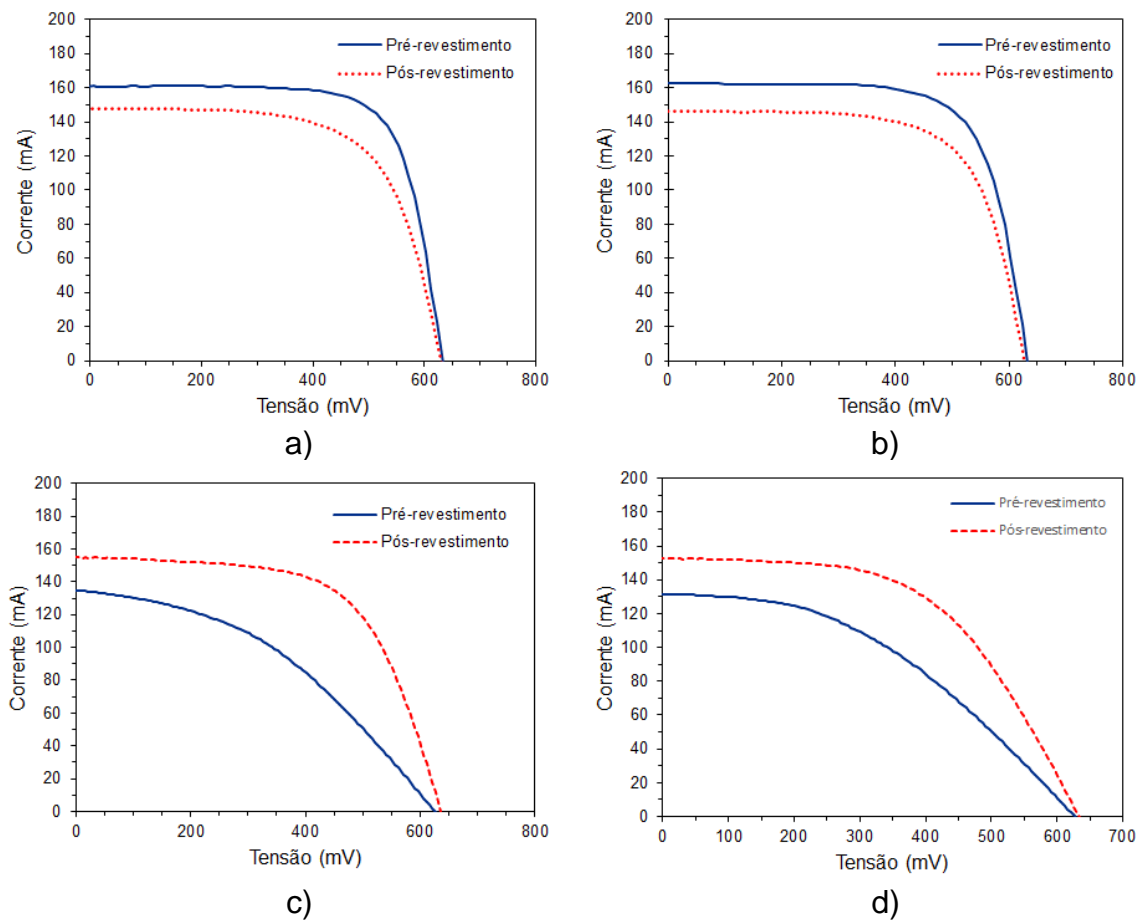 200
180
160
140
120
100
80
60
40
20
0
Corrente (mA)
Pré-revestimento
Pós-revestimento
0 200 400 600 800
Tensão (mV)
a)
200
180
160
140
120
100
80
60
40
20
0
Corrente (mA)
Pré-revestimento
Pós-revestimento
0 200 400 600 800
Tensão (mV)
b)
200
180
160
140
120
100
80
60
40
20
0
Corrente (mA)
Pré-revestimento
Pós-revestimento
0 200 400 600 800
Tensão (mV)
c)
200
180
160
140
120
100
80
60
40
20
0
Corrente (mA)
Pré-revestimento
Pós-revestimento
0 100 200 300 400 500 600 700
Tensão (mV)
d)